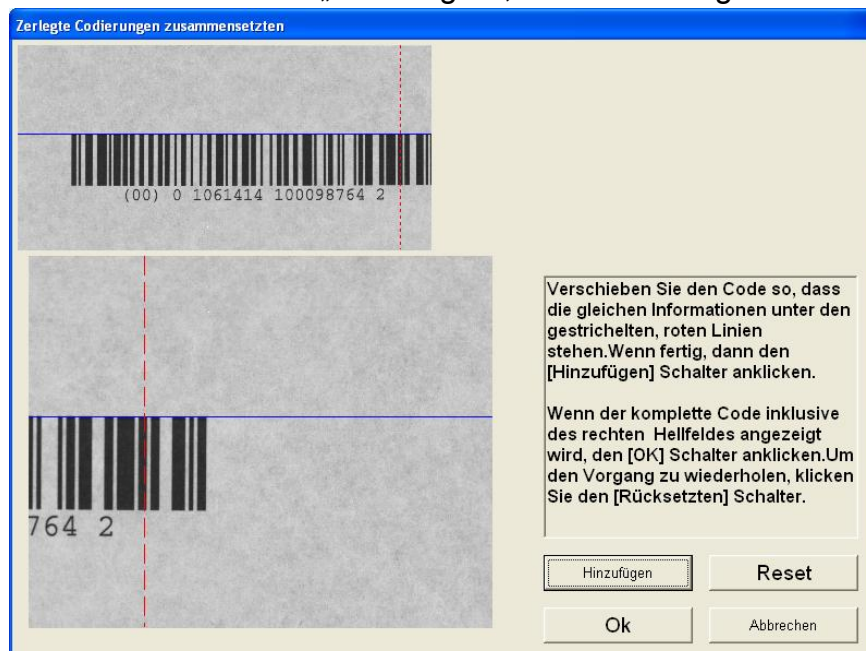 Zerlegte Codierungen zusammensetzten
(00) 0 1061414 100098764 2
764 2
Verschieben Sie den Code so, dass
die gleichen Informationen unter den
gestrichelten, roten Linien
stehen.Wenn fertig, dann den
[Hinzufügen] Schalter anklicken.
Wenn der komplette Code inklusive
des rechten Hellfeldes angezeigt
wird, den [OK] Schalter anklicken.Um
den Vorgang zu wiederholen, klicken
Sie den [Rücksetzten] Schalter.
Hinzufügen
Reset
Ok
Abbrechen